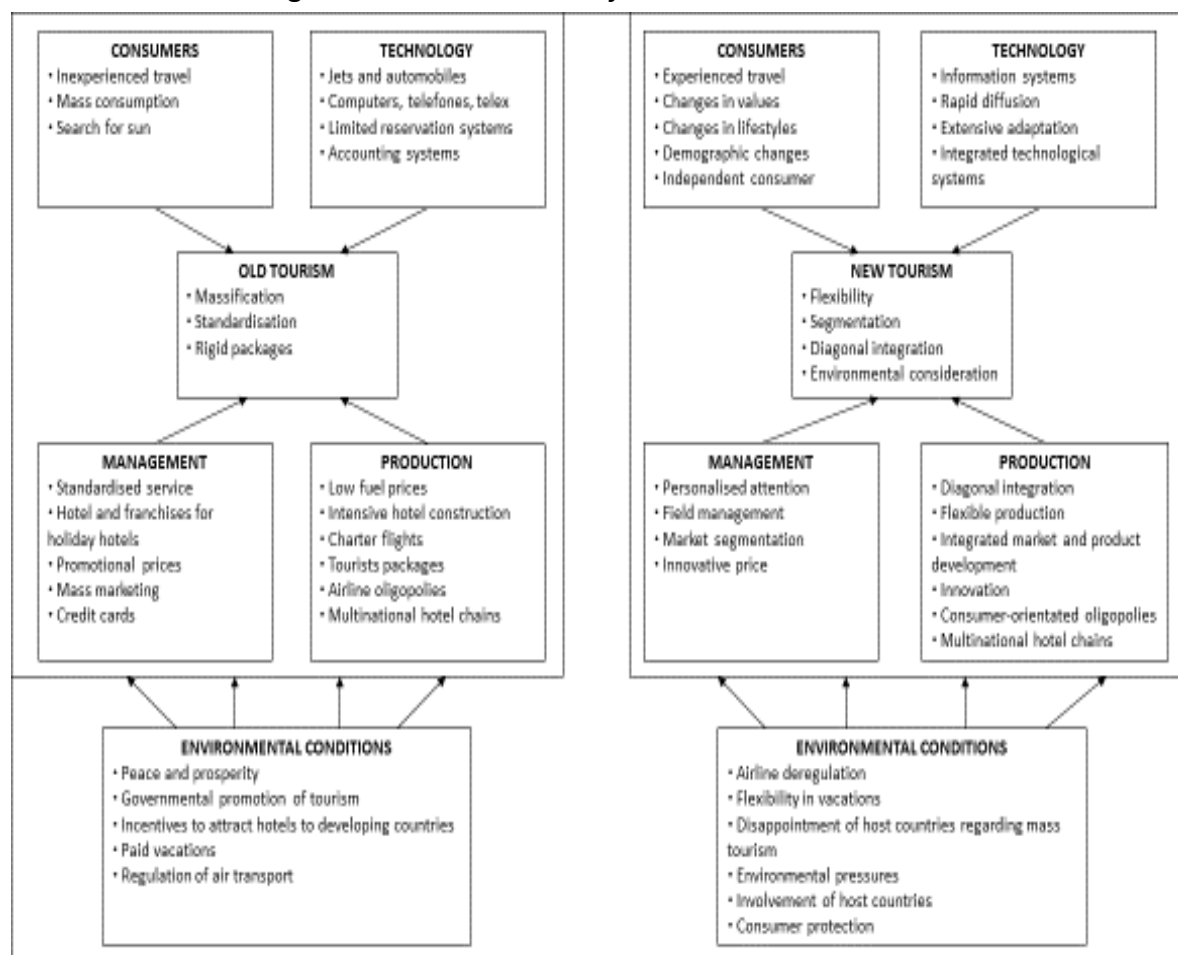 CONSUMERS
• Inexperienced travel
• Mass consumption
• Search for sun
TECHNOLOGY
• Jets and automobiles
• Computers, telefones, telex
• Limited reservation systems
• Accounting systems
OLD TOURISM
• Massification
• Standardisation
• Rigid packages
MANAGEMENT
• Standardised service
• Hotel and franchises for
holiday hotels
• Promotional prices
• Mass marketing
• Credit cards
PRODUCTION
• Low fuel prices
• Intensive hotel construction
• Charter flights
• Tourists packages
• Airline oligopolies
• Multinational hotel chains
ENVIRONMENTAL CONDITIONS
• Peace and prosperity
• Governmental promotion of tourism
• Incentives to attract hotels to developing countries
• Paid vacations
• Regulation of air transport
CONSUMERS
• Experienced travel
• Changes in values
• Changes in lifestyles
• Demographic changes
• Independent consumer
TECHNOLOGY
• Information systems
• Rapid diffusion
• Extensive adaptation
• Integrated technological
systems
NEW TOURISM
• Flexibility
• Segmentation
• Diagonal integration
• Environmental consideration
MANAGEMENT
• Personalised attention
• Field management
• Market segmentation
• Innovative price
PRODUCTION
• Diagonal integration
• Flexible production
• Integrated market and product
development
• Innovation
• Consumer-orientated oligopolies
• Multinational hotel chains
ENVIRONMENTAL CONDITIONS
• Airline deregulation
• Flexibility in vacations
• Disappointment of host countries regarding mass
tourism
• Environmental pressures
• Involvement of host countries
• Consumer protection